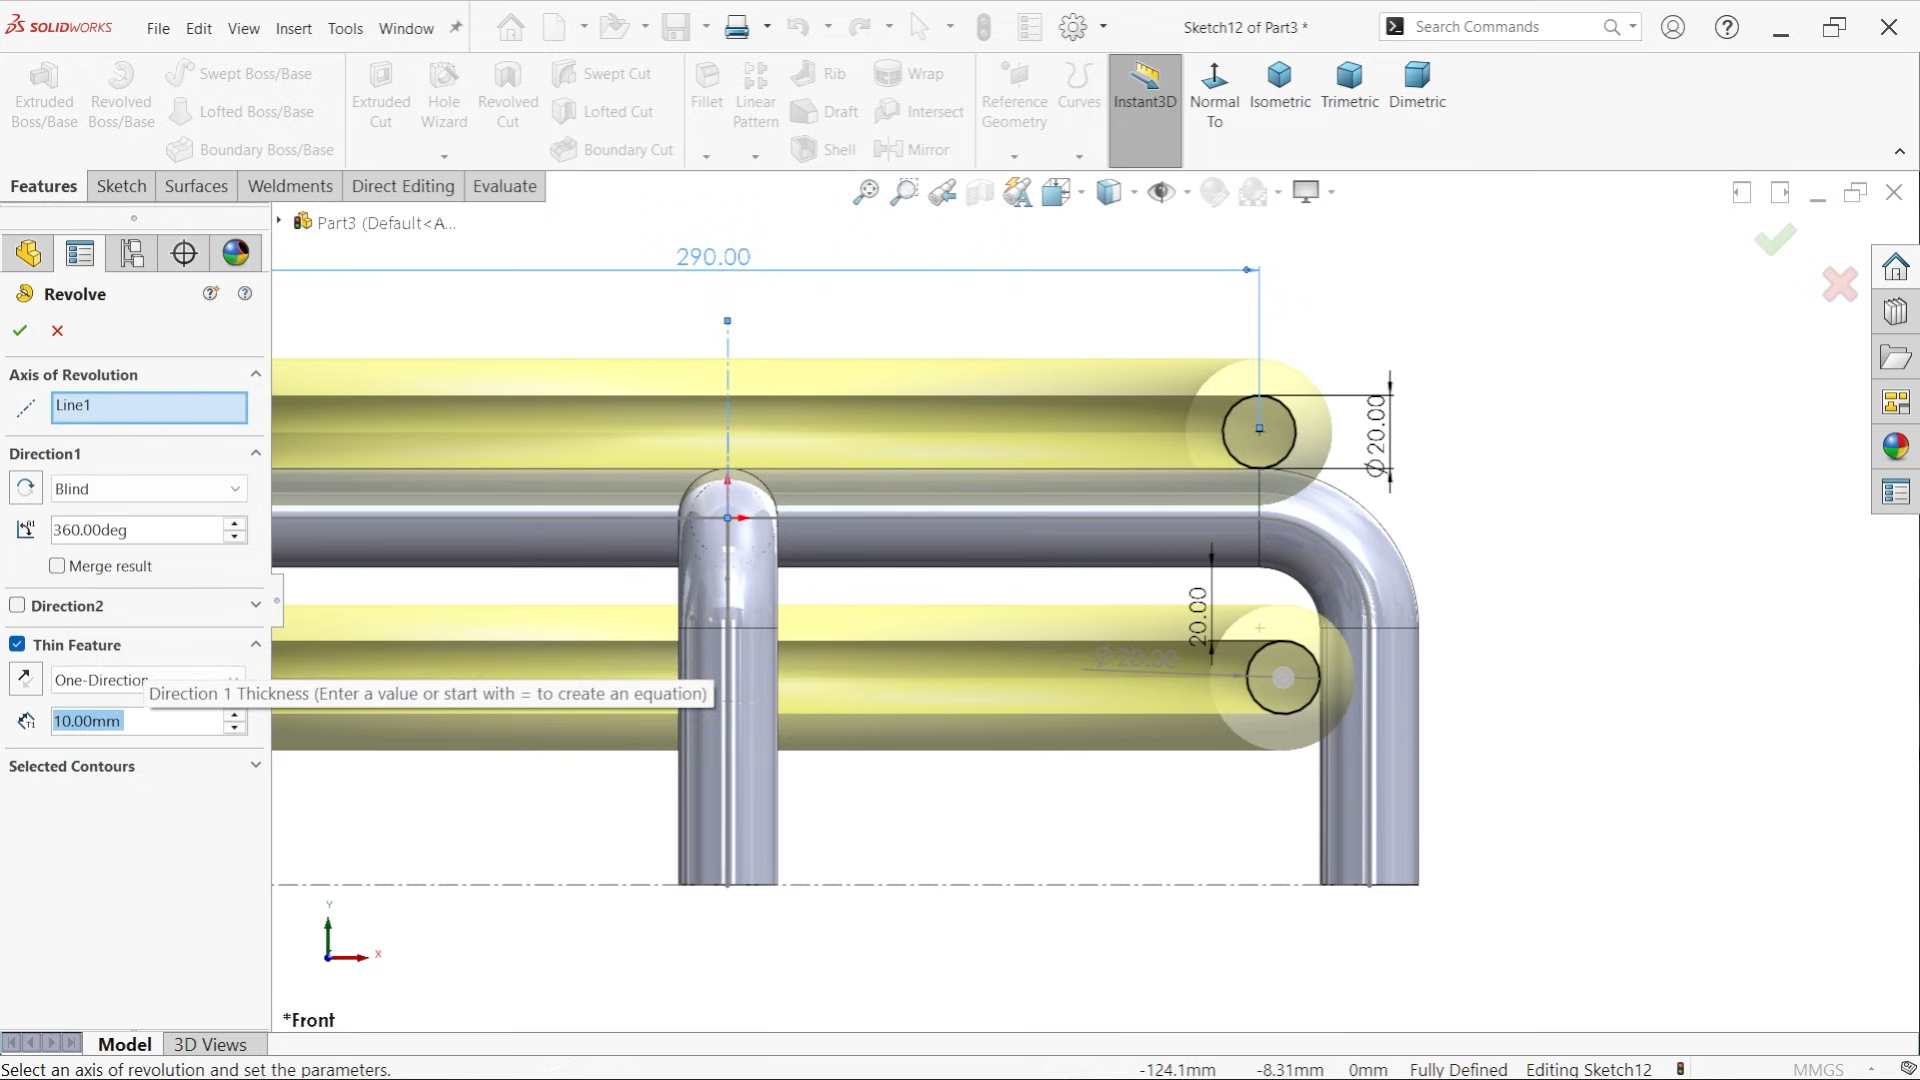 SOLIDWORKS File Edit View Insert Tools Window Sketch12 of Part3 * Search Commands
Extruded Boss/Base
Revolved Boss/Base
Swept Boss/Base
Lofted Boss/Base
Boundary Boss/Base
Extruded Cut
Hole Wizard
Revolved Cut
Swept Cut
Lofted Cut
Boundary Cut
Fillet
Linear Pattern
Rib
Draft
Shell
Wrap
Intersect
Mirror
Reference Geometry
Curves
Instant3D
Normal To
Isometric
Trimetric
Dimetric
Features Sketch Surfaces Weldments Direct Editing Evaluate
Part3 (Default<A...
Revolve
Axis of Revolution
Line1
Direction1
Blind
360.00deg
Merge result
Direction2
Thin Feature
One-Direction
Direction 1 Thickness (Enter a value or start with = to create an equation)
10.00mm
Selected Contours
290.00
Ø20.00
20.00
Ø20.00
Y
X
*Front
Model 3D Views
Select an axis of revolution and set the parameters. -124.1mm -8.31mm 0mm Fully Defined Editing Sketch12 MMGS